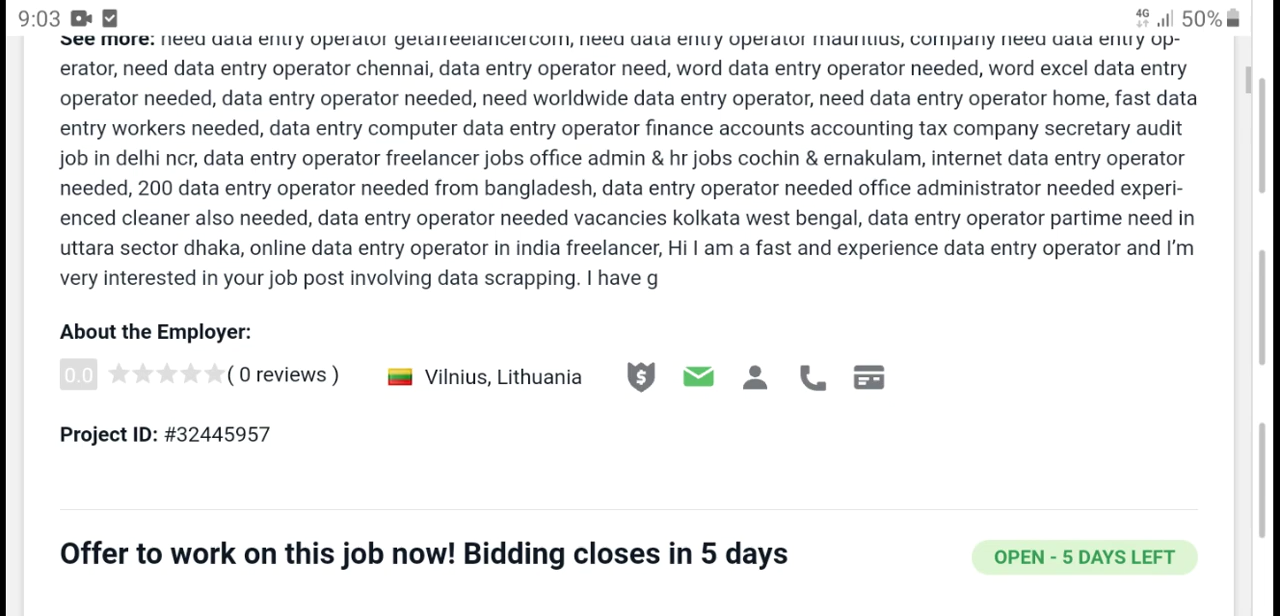 9:03
4G
50%
See more: need data entry operator getafreelancercom, need data entry operator mauritius, company need data entry op-
erator, need data entry operator chennai, data entry operator need, word data entry operator needed, word excel data entry
operator needed, data entry operator needed, need worldwide data entry operator, need data entry operator home, fast data
entry workers needed, data entry computer data entry operator finance accounts accounting tax company secretary audit
job in delhi ncr, data entry operator freelancer jobs office admin & hr jobs cochin & ernakulam, internet data entry operator
needed, 200 data entry operator needed from bangladesh, data entry operator needed office administrator needed experi-
enced cleaner also needed, data entry operator needed vacancies kolkata west bengal, data entry operator partime need in
uttara sector dhaka, online data entry operator in india freelancer, Hi I am a fast and experience data entry operator and I’m
very interested in your job post involving data scrapping. I have g
About the Employer:
0.0 ( 0 reviews ) Vilnius, Lithuania
Project ID: #32445957
Offer to work on this job now! Bidding closes in 5 days
OPEN - 5 DAYS LEFT